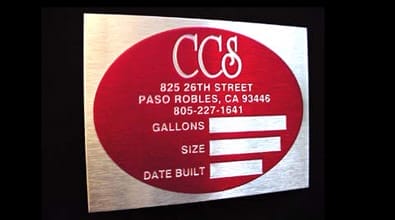 CCS
825 26TH STREET
PASO ROBLES, CA 93446
805-227-1641
GALLONS
SIZE
DATE BUILT